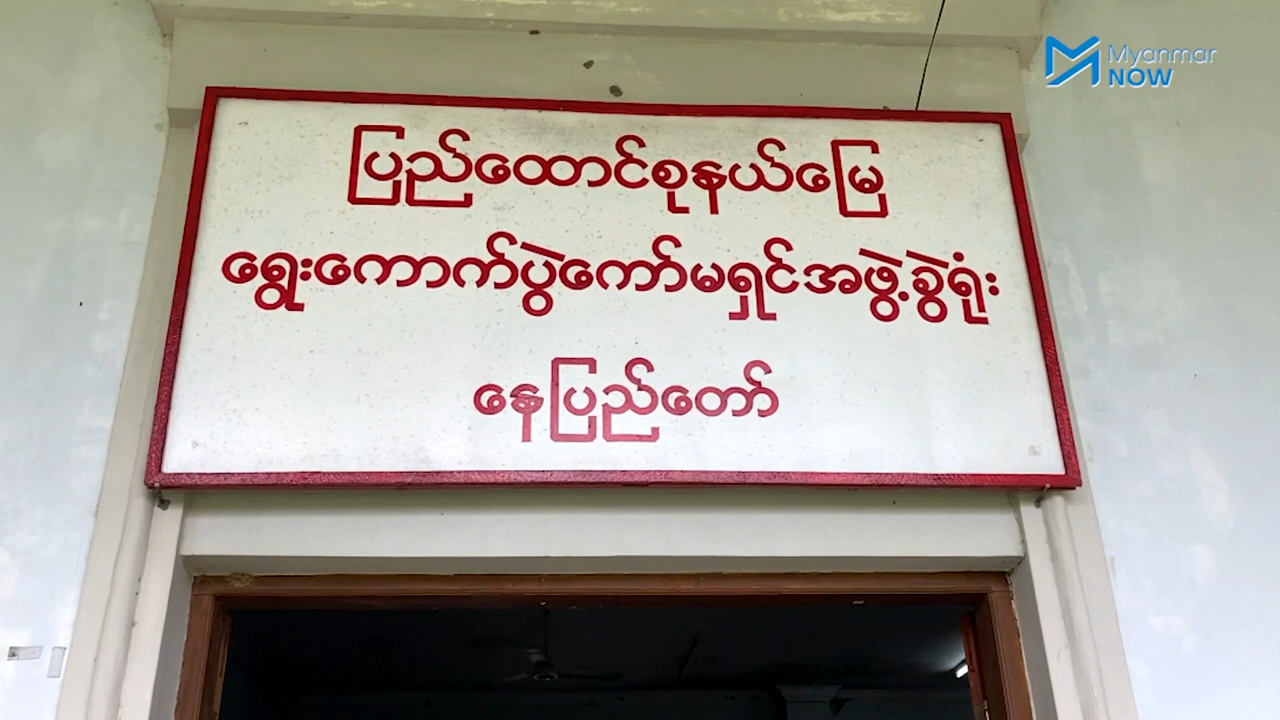 Myanmar
NOW
ပြည်ထောင်စုနယ်မြေ
ရွေးကောက်ပွဲကော်မရှင်အဖွဲ့ခွဲရုံး
နေပြည်တော်